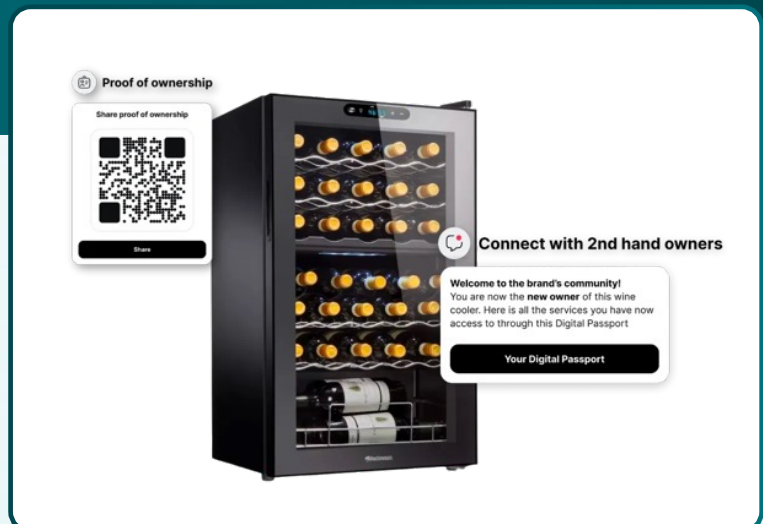 Proof of ownership
Share proof of ownership
Share
Connect with 2nd hand owners
Welcome to the brand's community!
You are now the new owner of this wine
cooler. Here is all the services you have now
access to through this Digital Passport
Your Digital Passport